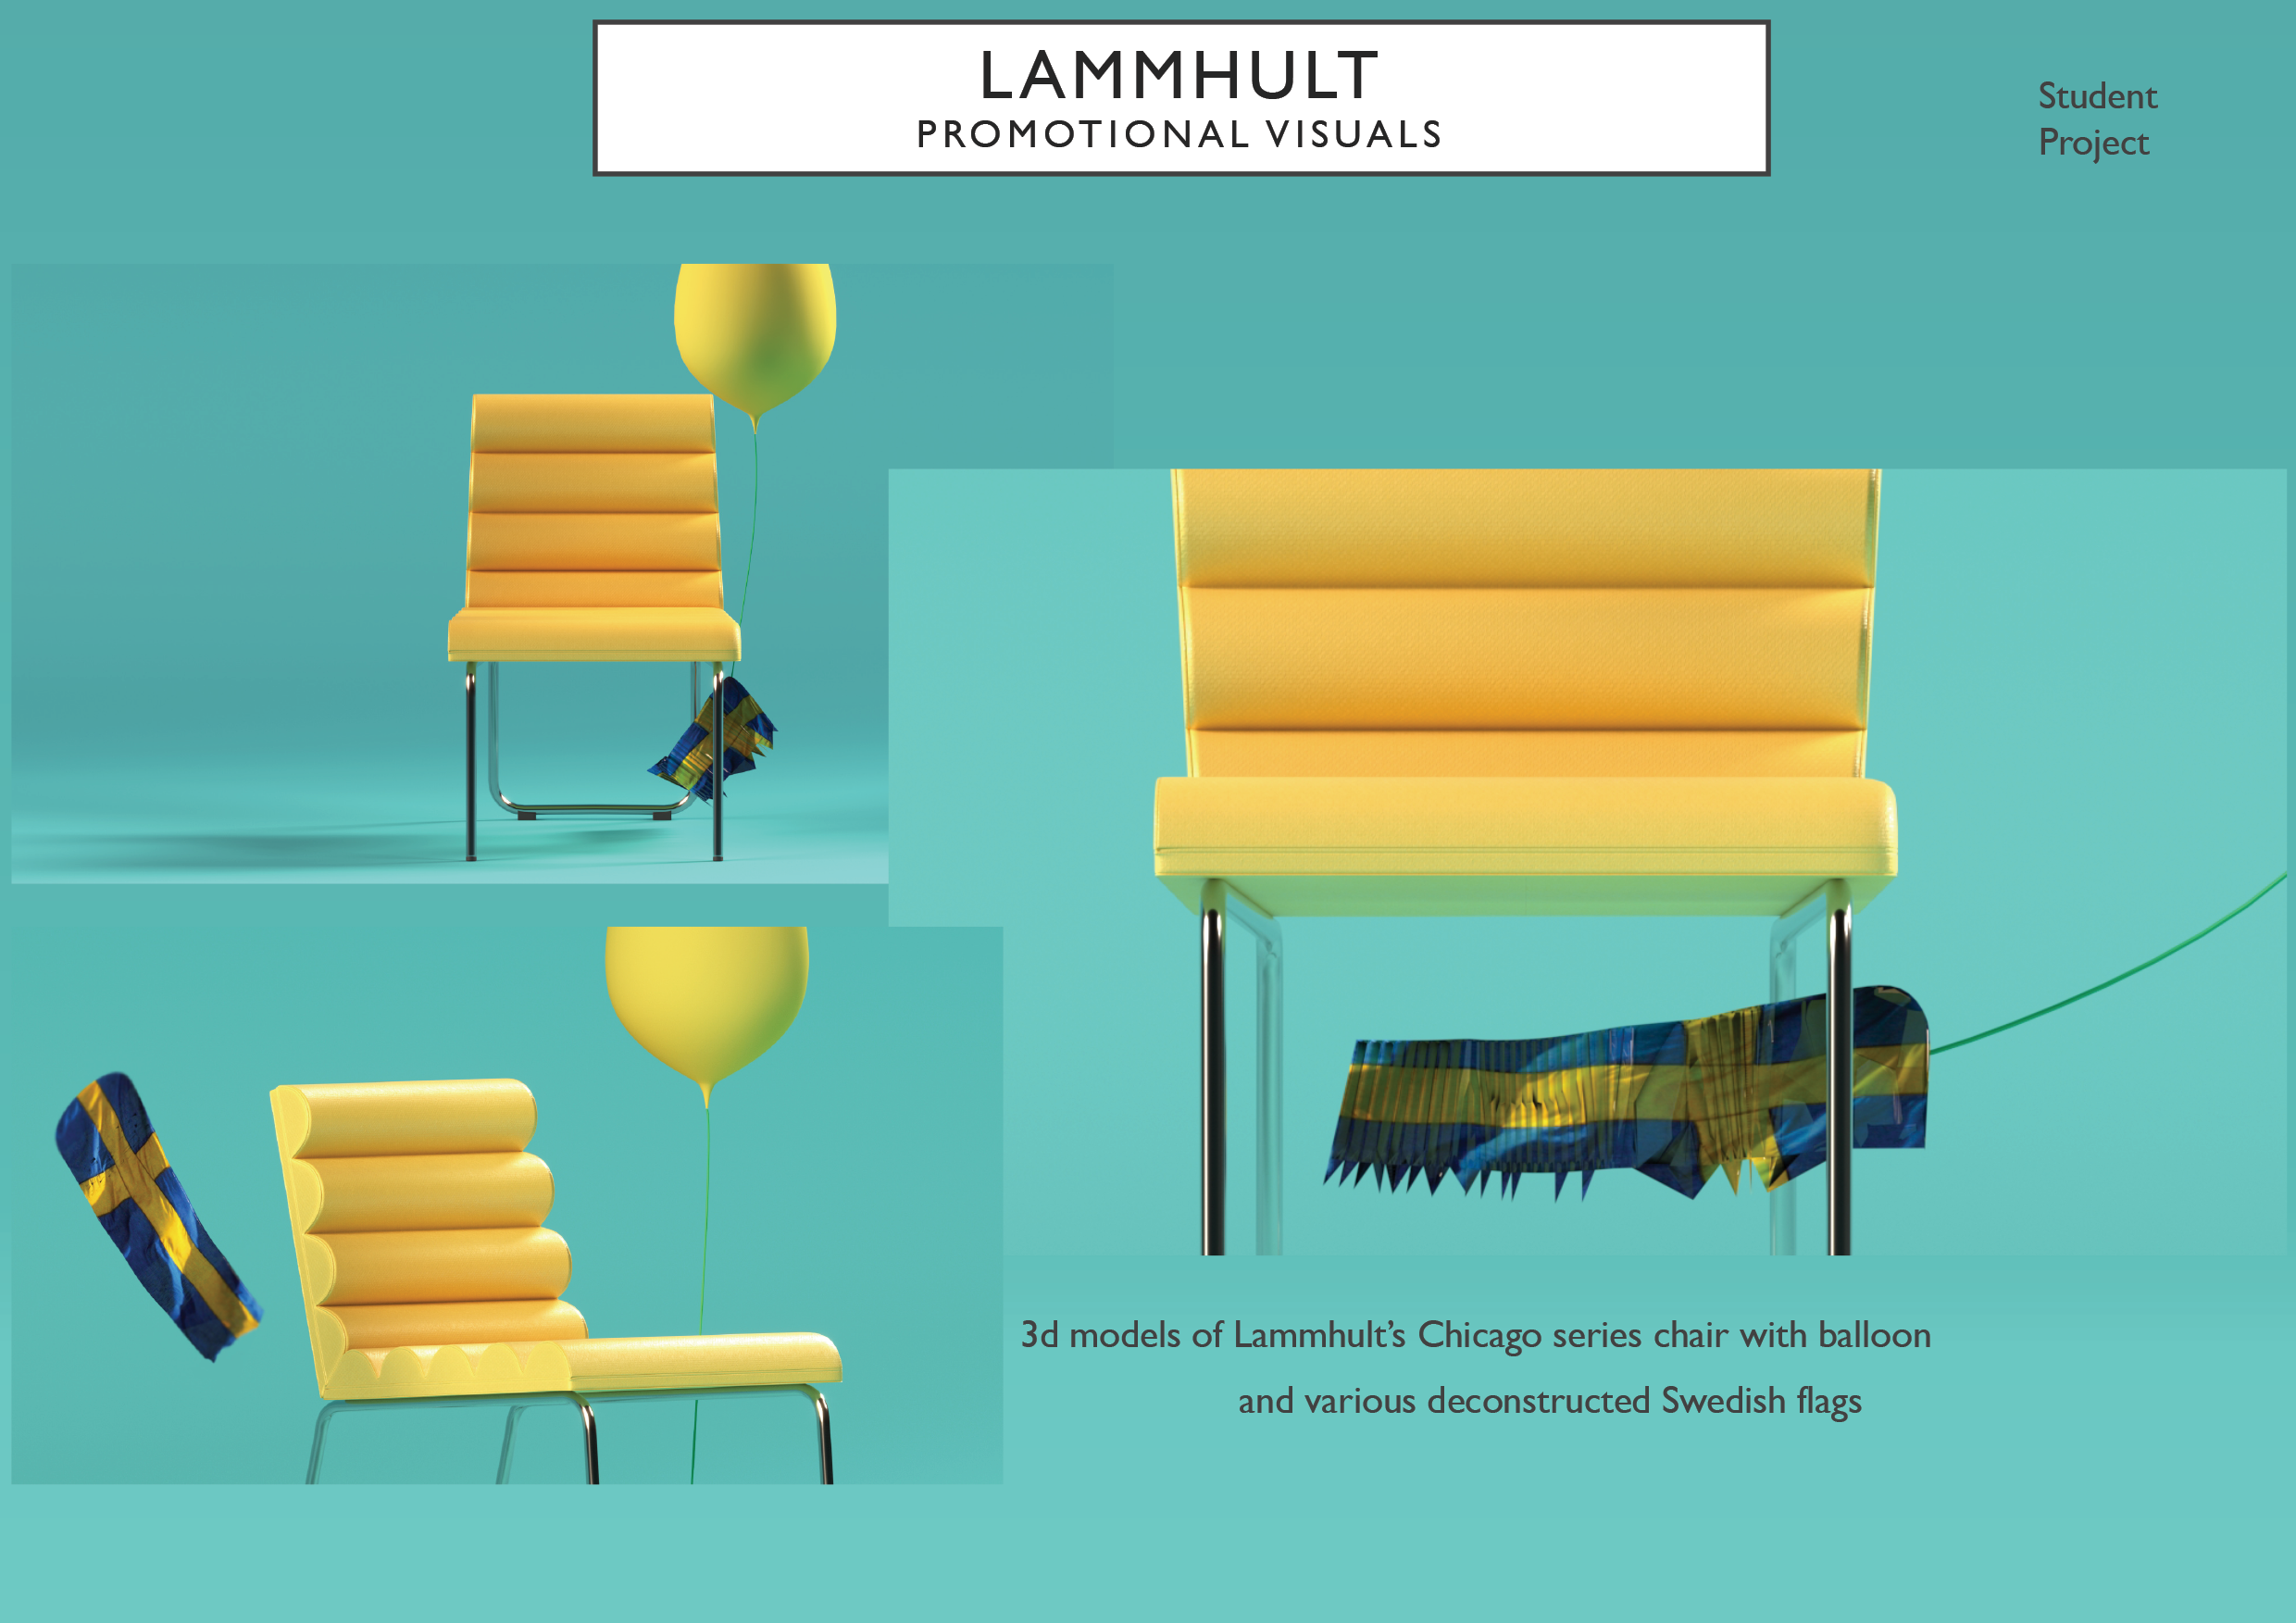 LAMMHULT
PROMOTIONAL VISUALS
Student
Project
3d models of Lammhult’s Chicago series chair with balloon
and various deconstructed Swedish flags